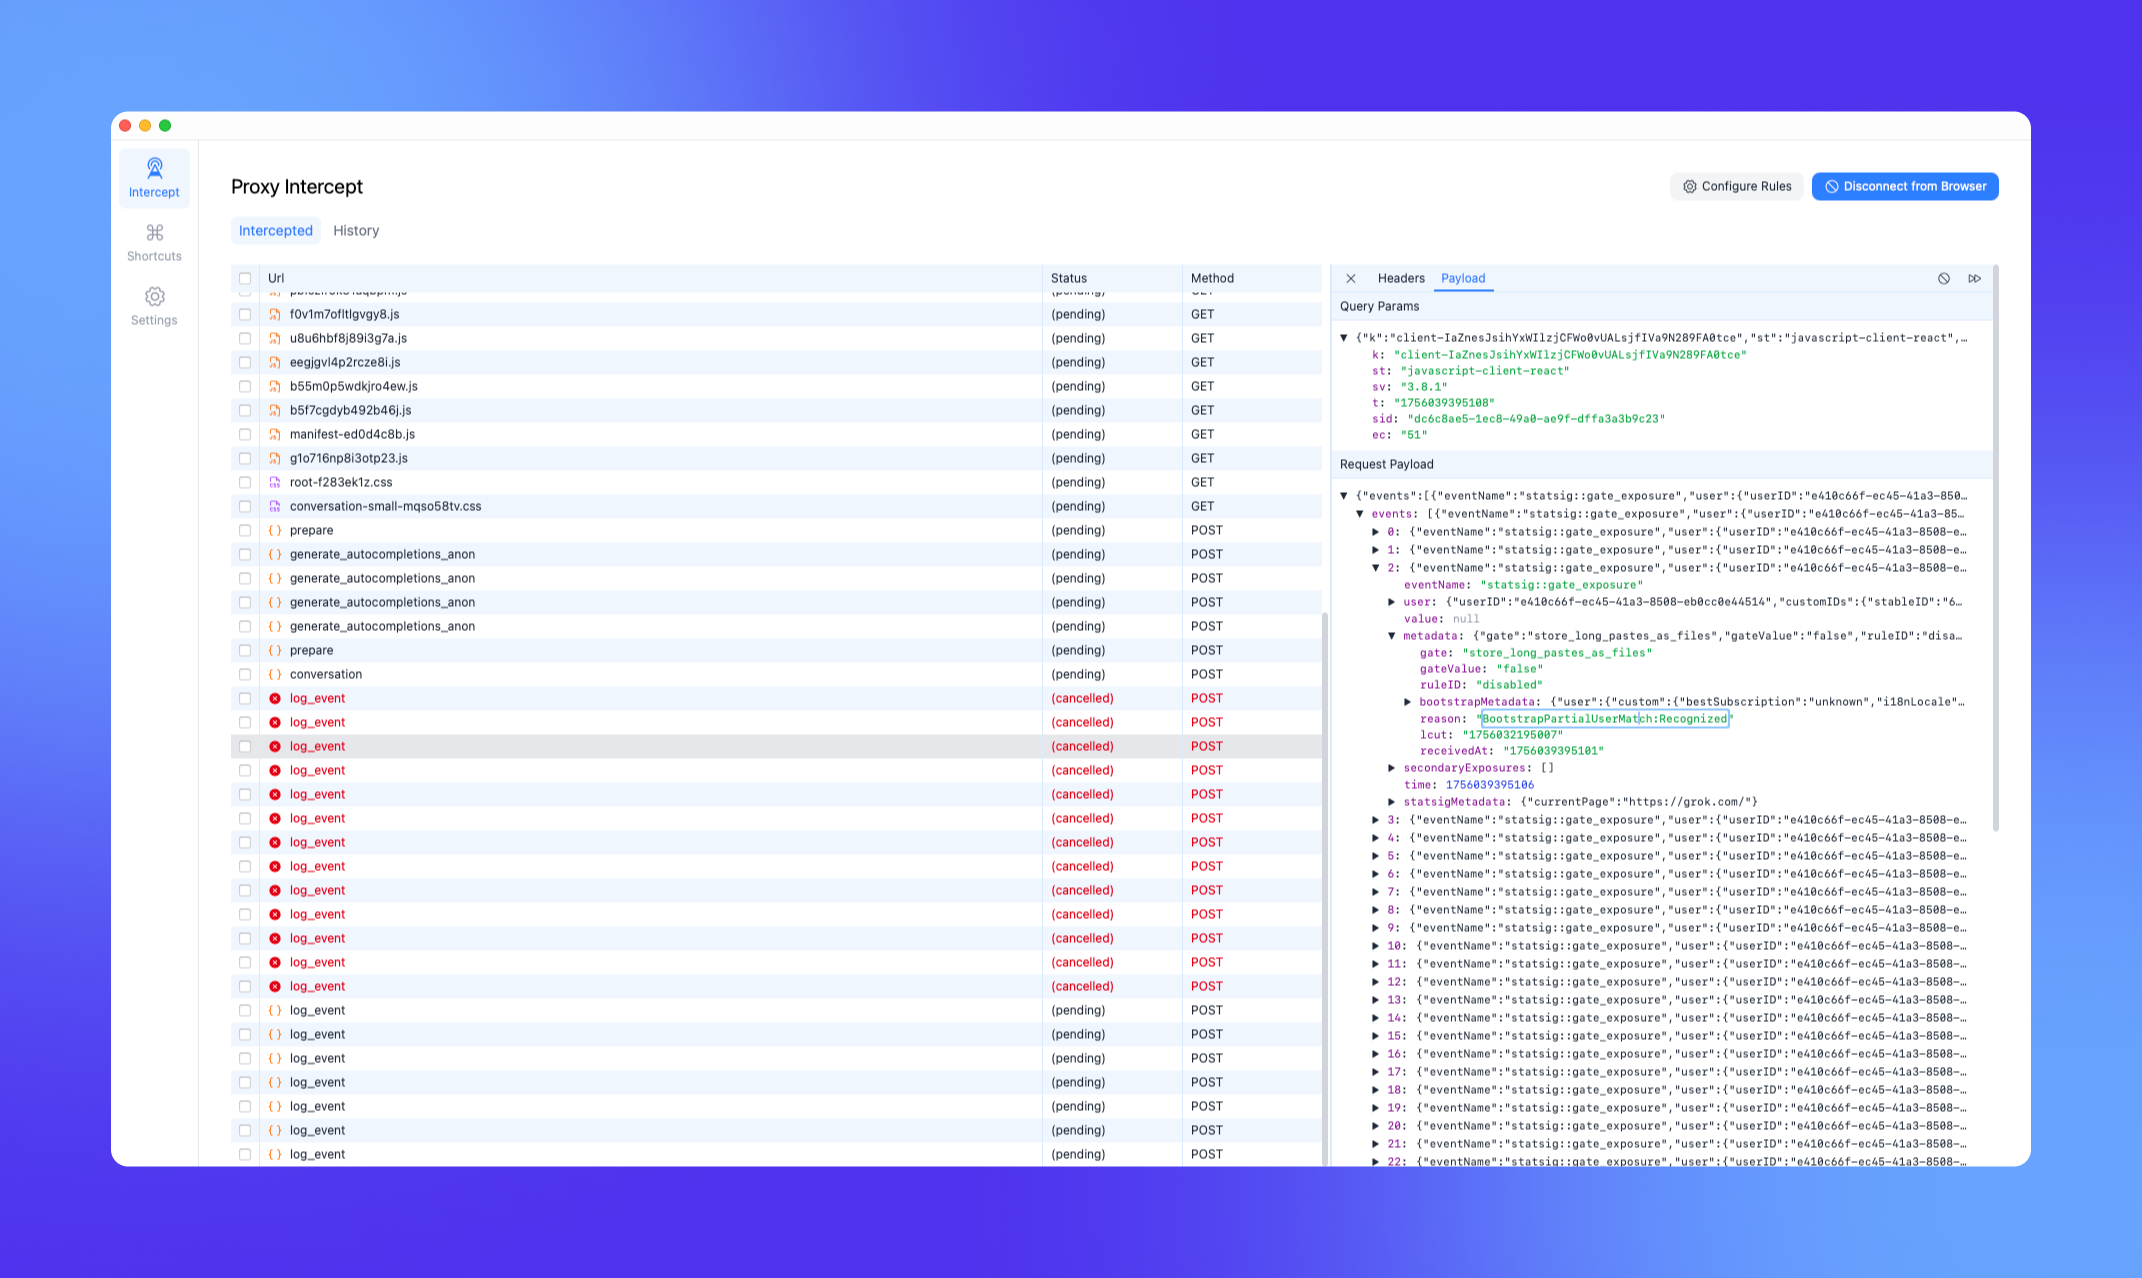 Intercept
Shortcuts
Settings
Proxy Intercept
Configure Rules
Disconnect from Browser
Intercepted
History
Url Status Method
f0v1m7ofltlgvgy8.js (pending) GET
u8u6hbf8j89i3g7a.js (pending) GET
eegjgvl4p2rcze8i.js (pending) GET
b55m0p5wdkjro4ew.js (pending) GET
b5f7cgdyb492b46j.js (pending) GET
manifest-ed0d4c8b.js (pending) GET
g1o716np8i3otp23.js (pending) GET
root-f283ek1z.css (pending) GET
conversation-small-mqso58tv.css (pending) GET
prepare (pending) POST
generate_autocompletions_anon (pending) POST
generate_autocompletions_anon (pending) POST
generate_autocompletions_anon (pending) POST
generate_autocompletions_anon (pending) POST
prepare (pending) POST
conversation (pending) POST
log_event (cancelled) POST
log_event (cancelled) POST
log_event (cancelled) POST
log_event (cancelled) POST
log_event (cancelled) POST
log_event (cancelled) POST
log_event (cancelled) POST
log_event (cancelled) POST
log_event (cancelled) POST
log_event (cancelled) POST
log_event (cancelled) POST
log_event (cancelled) POST
log_event (cancelled) POST
log_event (pending) POST
log_event (pending) POST
log_event (pending) POST
log_event (pending) POST
log_event (pending) POST
log_event (pending) POST
log_event (pending) POST
Headers Payload
Query Params
{"k":"client-IaZnesJsihYxWIlzjCFWo0vUALsjfIVa9N289FA0tce","st":"javascript-client-react",…
k: "client-IaZnesJsihYxWIlzjCFWo0vUALsjfIVa9N289FA0tce"
st: "javascript-client-react"
sv: "3.8.1"
t: "1756039395108"
sid: "dc6c8ae5-1ec8-49a0-ae9f-dffa3a3b9c23"
ec: "51"
Request Payload
{"events":[{"eventName":"statsig::gate_exposure","user":{"userID":"e410c66f-ec45-41a3-850…
events: [{"eventName":"statsig::gate_exposure","user":{"userID":"e410c66f-ec45-41a3-85…
0: {"eventName":"statsig::gate_exposure","user":{"userID":"e410c66f-ec45-41a3-8508-e…
1: {"eventName":"statsig::gate_exposure","user":{"userID":"e410c66f-ec45-41a3-8508-e…
2: {"eventName":"statsig::gate_exposure","user":{"userID":"e410c66f-ec45-41a3-8508-e…
eventName: "statsig::gate_exposure"
user: {"userID":"e410c66f-ec45-41a3-8508-eb0cc0e44514","customIDs":{"stableID":"6…
value: null
metadata: {"gate":"store_long_pastes_as_files","gateValue":"false","ruleID":"disa…
gate: "store_long_pastes_as_files"
gateValue: "false"
ruleID: "disabled"
bootstrapMetadata: {"user":{"custom":{"bestSubscription":"unknown","i18nLocale"…
reason: "BootstrapPartialUserMatch:Recognized"
lcut: "1756032195007"
receivedAt: "1756039395101"
secondaryExposures: []
time: 1756039395106
statsigMetadata: {"currentPage":"https://grok.com/"}
3: {"eventName":"statsig::gate_exposure","user":{"userID":"e410c66f-ec45-41a3-8508-e…
4: {"eventName":"statsig::gate_exposure","user":{"userID":"e410c66f-ec45-41a3-8508-e…
5: {"eventName":"statsig::gate_exposure","user":{"userID":"e410c66f-ec45-41a3-8508-e…
6: {"eventName":"statsig::gate_exposure","user":{"userID":"e410c66f-ec45-41a3-8508-e…
7: {"eventName":"statsig::gate_exposure","user":{"userID":"e410c66f-ec45-41a3-8508-e…
8: {"eventName":"statsig::gate_exposure","user":{"userID":"e410c66f-ec45-41a3-8508-e…
9: {"eventName":"statsig::gate_exposure","user":{"userID":"e410c66f-ec45-41a3-8508-e…
10: {"eventName":"statsig::gate_exposure","user":{"userID":"e410c66f-ec45-41a3-8508-…
11: {"eventName":"statsig::gate_exposure","user":{"userID":"e410c66f-ec45-41a3-8508-…
12: {"eventName":"statsig::gate_exposure","user":{"userID":"e410c66f-ec45-41a3-8508-…
13: {"eventName":"statsig::gate_exposure","user":{"userID":"e410c66f-ec45-41a3-8508-…
14: {"eventName":"statsig::gate_exposure","user":{"userID":"e410c66f-ec45-41a3-8508-…
15: {"eventName":"statsig::gate_exposure","user":{"userID":"e410c66f-ec45-41a3-8508-…
16: {"eventName":"statsig::gate_exposure","user":{"userID":"e410c66f-ec45-41a3-8508-…
17: {"eventName":"statsig::gate_exposure","user":{"userID":"e410c66f-ec45-41a3-8508-…
18: {"eventName":"statsig::gate_exposure","user":{"userID":"e410c66f-ec45-41a3-8508-…
19: {"eventName":"statsig::gate_exposure","user":{"userID":"e410c66f-ec45-41a3-8508-…
20: {"eventName":"statsig::gate_exposure","user":{"userID":"e410c66f-ec45-41a3-8508-…
21: {"eventName":"statsig::gate_exposure","user":{"userID":"e410c66f-ec45-41a3-8508-…
22: {"eventName":"statsig::gate_exposure","user":{"userID":"e410c66f-ec45-41a3-8508-…